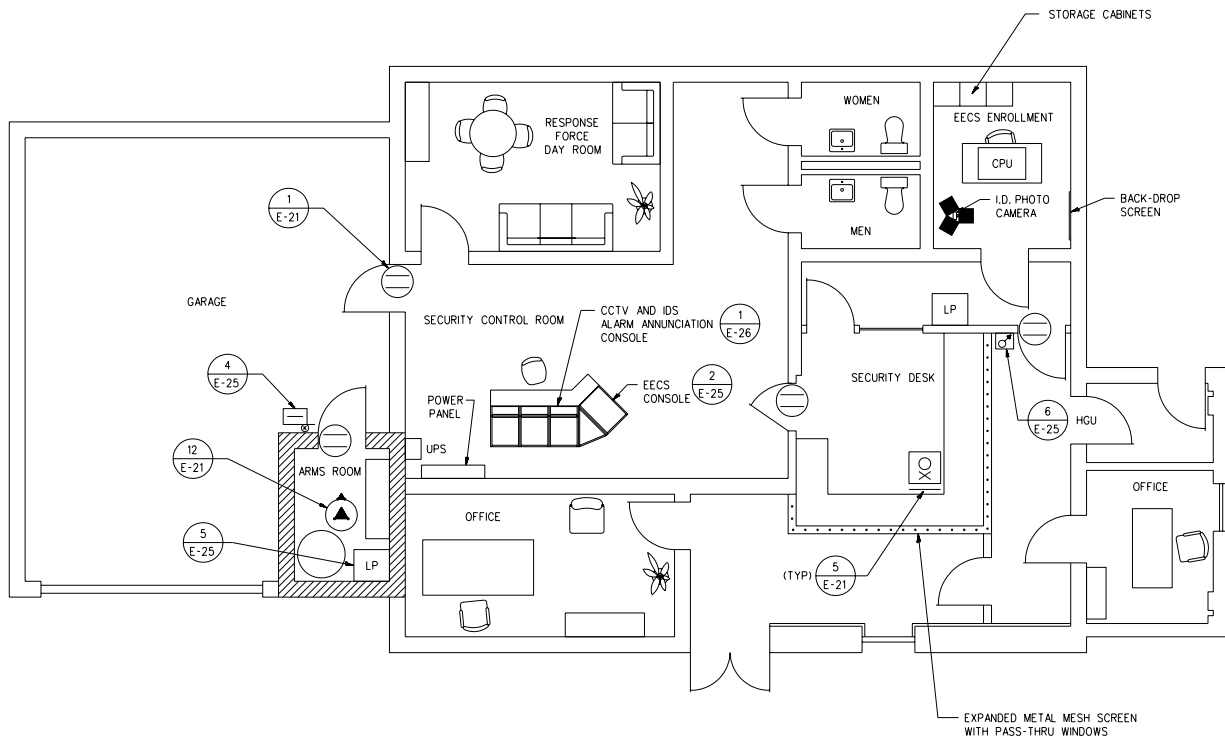 STORAGE CABINETS
WOMEN
EECS ENROLLMENT
RESPONSE
FORCE
DAY ROOM
CPU
I.D. PHOTO
CAMERA
BACK-DROP
SCREEN
1
E-21
MEN
GARAGE
SECURITY CONTROL ROOM
CCTV AND IDS
ALARM ANNUNCIATION
CONSOLE
1
E-26
LP
4
E-25
POWER
PANEL
EECS
CONSOLE
2
E-25
SECURITY DESK
6
E-25
HGU
UPS
12
E-21
ARMS ROOM
5
E-25
LP
OFFICE
OFFICE
(TYP)
5
E-21
EXPANDED METAL MESH SCREEN
WITH PASS-THRU WINDOWS